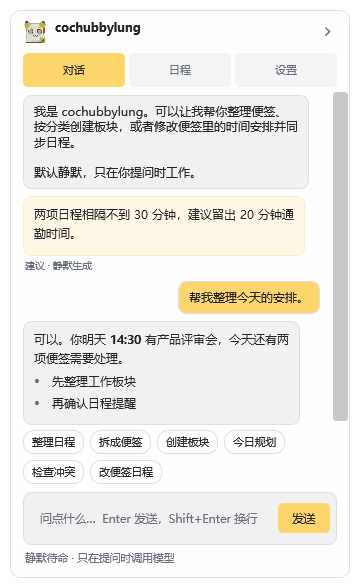 cochubbylung
对话
日程
设置
我是 cochubbylung。可以让我帮你整理便签、
按分类创建板块，或者修改便签里的时间安排并同
步日程。
默认静默，只在你提问时工作。
两项日程相隔不到 30 分钟，建议留出 20 分钟通
勤时间。
建议 · 静默生成
帮我整理今天的安排。
可以。你明天 14:30 有产品评审会，今天还有两
项便签需要处理。
• 先整理工作板块
• 再确认日程提醒
整理日程
拆成便签
创建板块
今日规划
检查冲突
改便签日程
问点什么... Enter 发送，Shift+Enter 换行
发送
静默待命 · 只在提问时调用模型